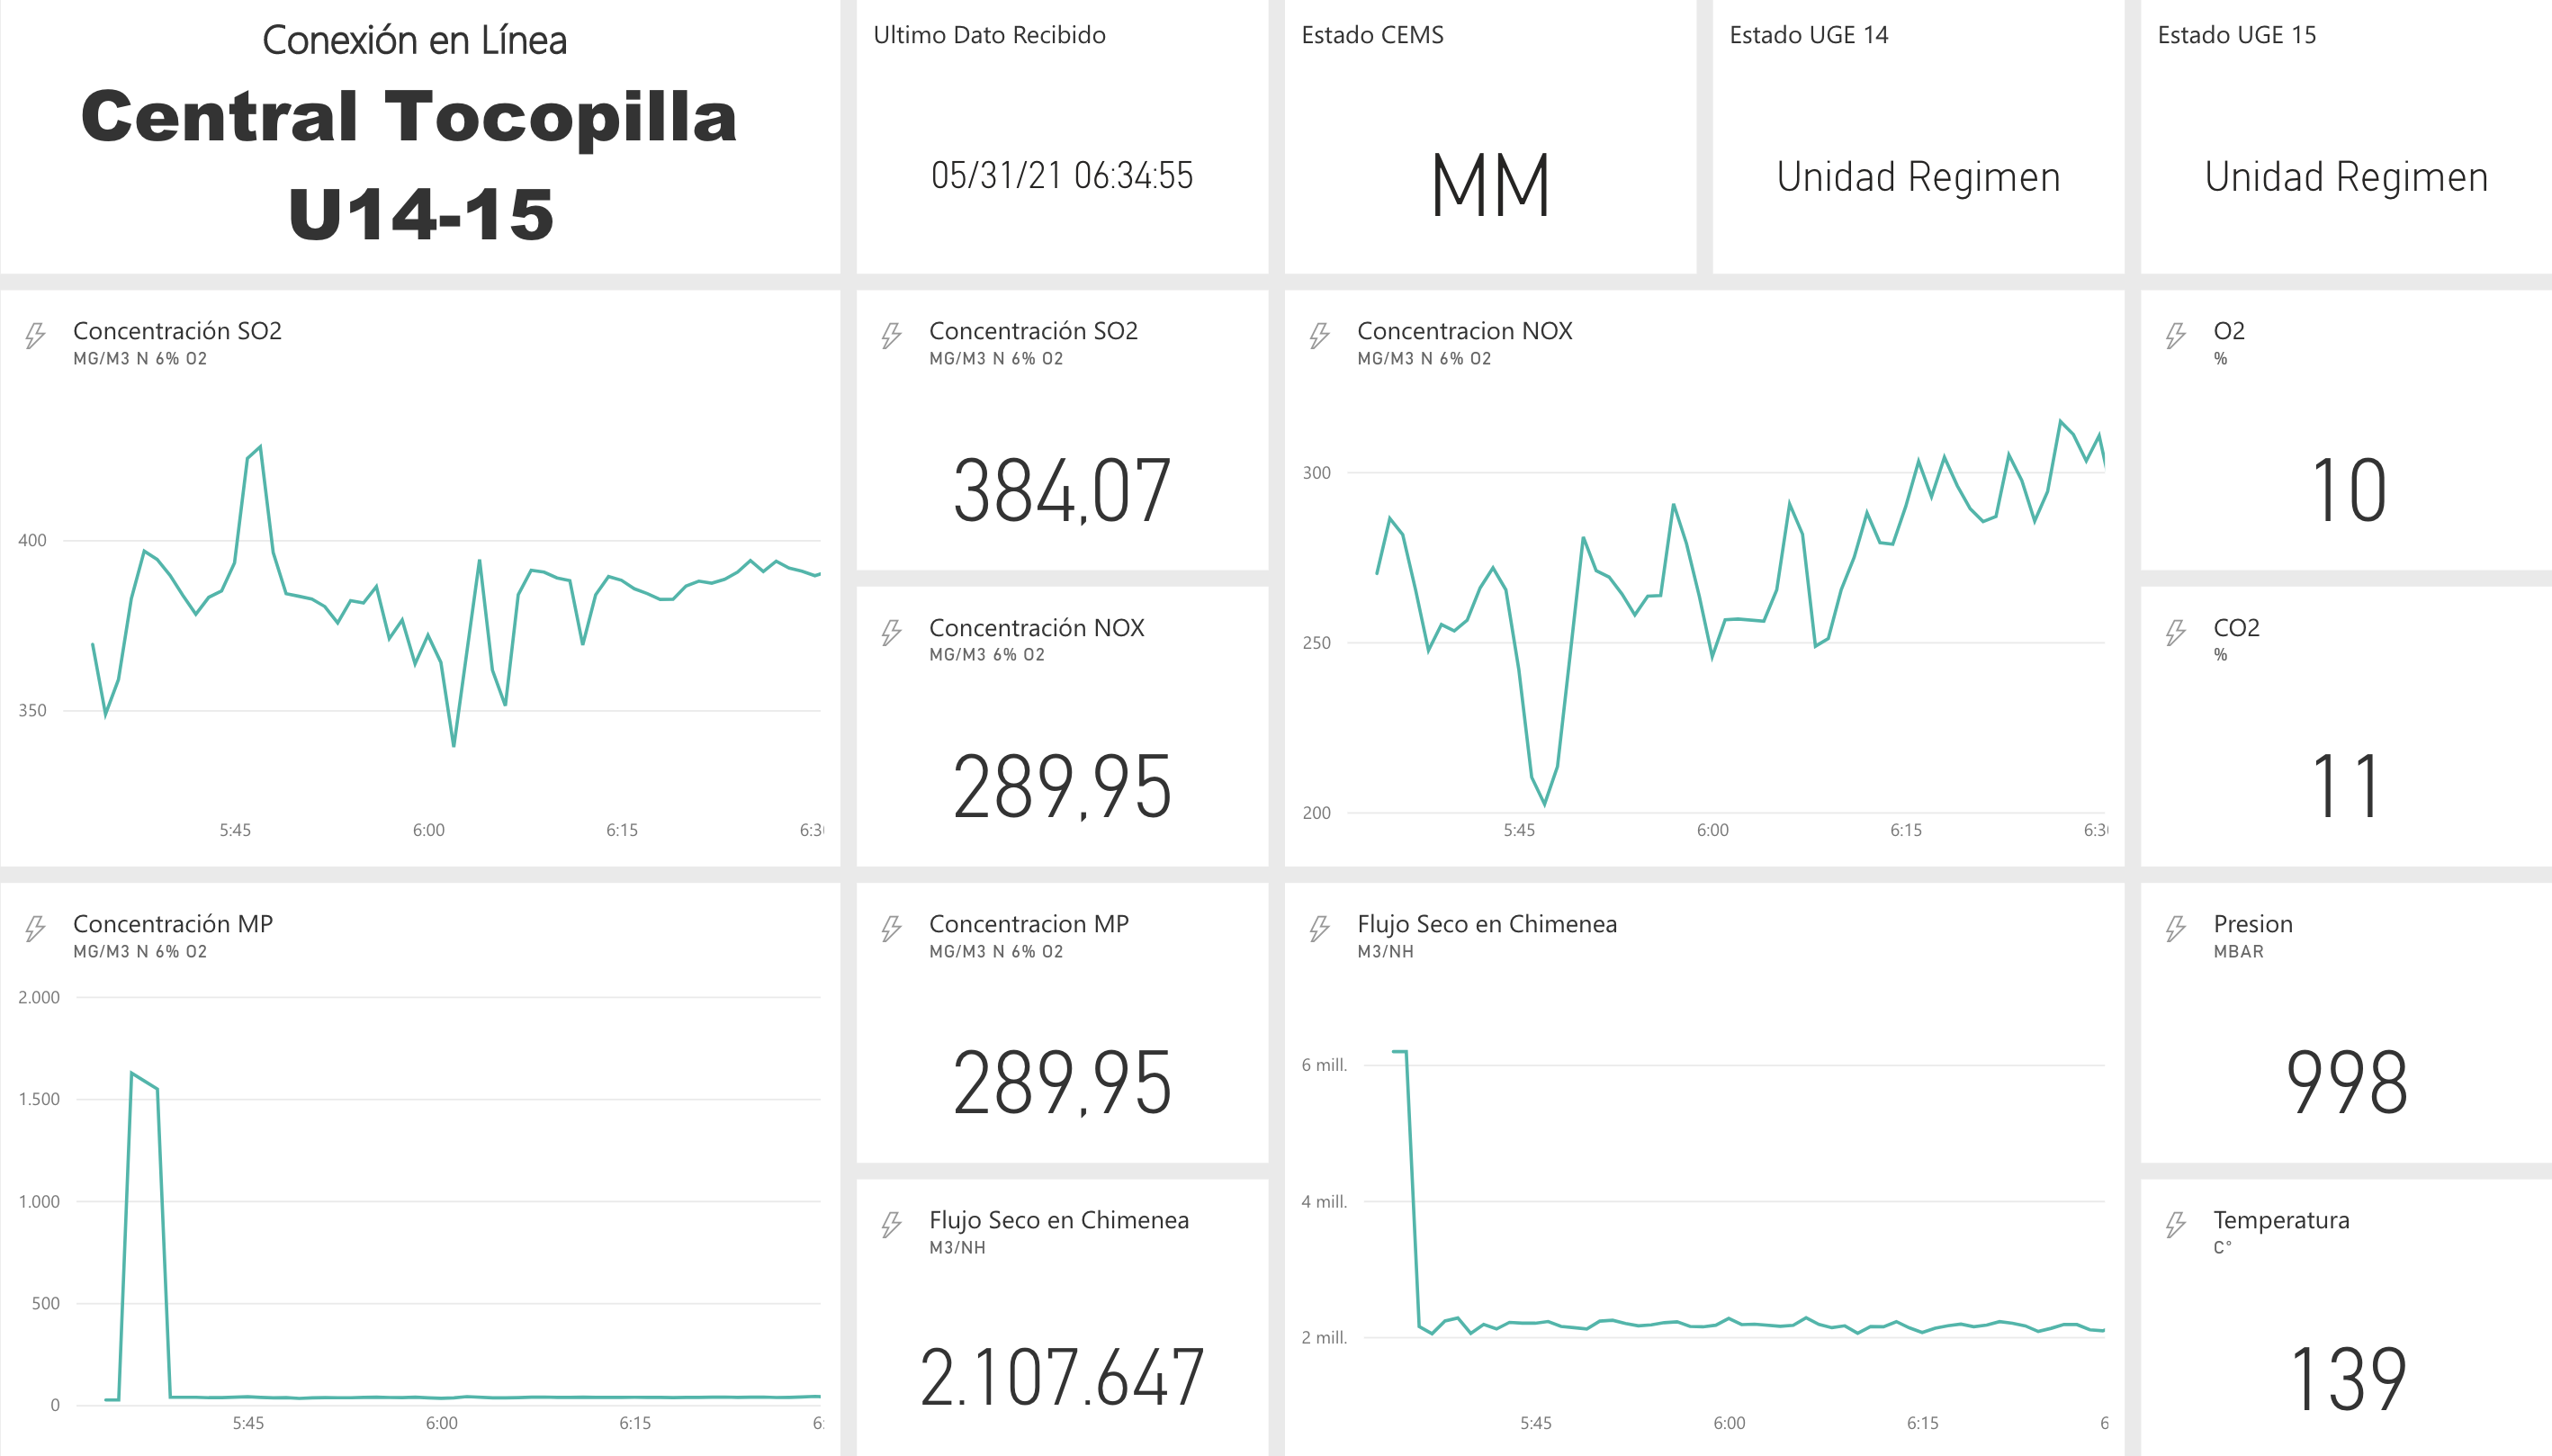 Conexión en Línea
Central Tocopilla
U14-15
Ultimo Dato Recibido
05/31/21 06:34:55
Estado CEMS
MM
Estado UGE 14
Unidad Regimen
Estado UGE 15
Unidad Regimen
Concentración SO2
MG/M3 N 6% O2
400
350
5:45 6:00 6:15 6:3
Concentración SO2
MG/M3 N 6% O2
384,07
Concentración NOX
MG/M3 6% O2
289,95
Concentracion NOX
MG/M3 N 6% O2
300
250
200
5:45 6:00 6:15 6:3
O2
%
10
CO2
%
11
Concentración MP
MG/M3 N 6% O2
2.000
1.500
1.000
500
0
5:45 6:00 6:15 6:
Concentracion MP
MG/M3 N 6% O2
289,95
Flujo Seco en Chimenea
M3/NH
2.107.647
Flujo Seco en Chimenea
M3/NH
6 mill.
4 mill.
2 mill.
5:45 6:00 6:15 6
Presion
MBAR
998
Temperatura
C°
139